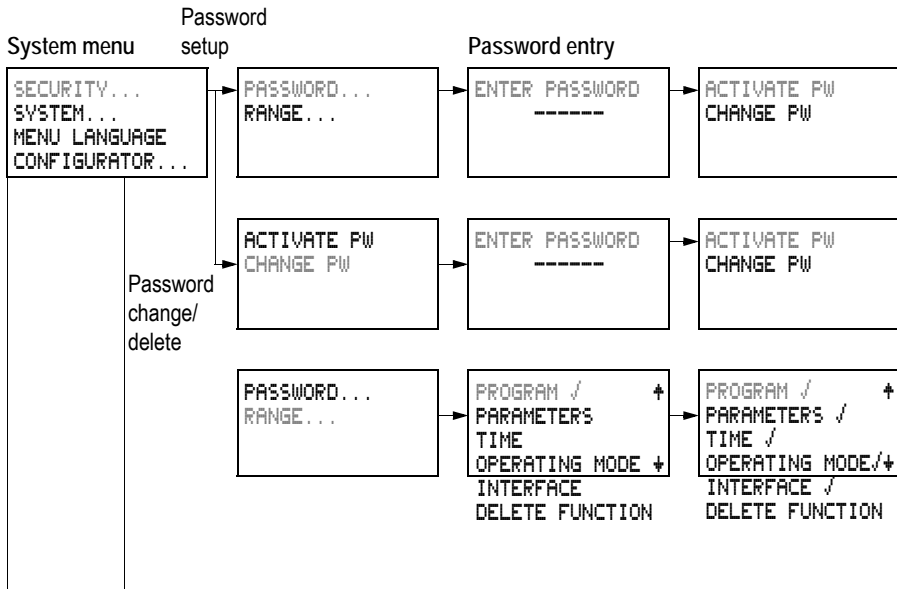 Password
setup
System menu
Password entry
SECURITY...
SYSTEM...
MENU LANGUAGE
CONFIGURATOR...
PASSWORD...
RANGE...
ENTER PASSWORD
------
ACTIVATE PW
CHANGE PW
ACTIVATE PW
CHANGE PW
ENTER PASSWORD
------
ACTIVATE PW
CHANGE PW
Password
change/
delete
PASSWORD...
RANGE...
PROGRAM √
PARAMETERS
TIME
OPERATING MODE
INTERFACE
DELETE FUNCTION
PROGRAM √
PARAMETERS √
TIME √
OPERATING MODE√
INTERFACE √
DELETE FUNCTION